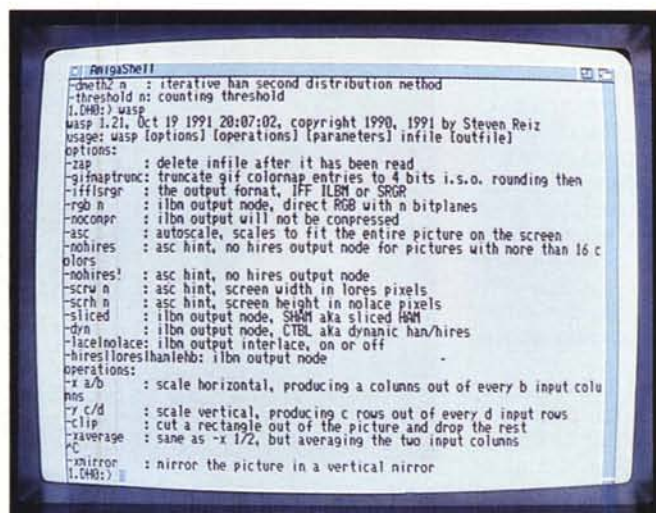 AmigaShell
-dmeth2 n : iterative ham second distribution method
-threshold n: counting threshold
1.DH0:) wasp
wasp 1.21, Oct 19 1991 20:07:02, copyright 1990, 1991 by Steven Reiz
usage: wasp [options] [operations] [parameters] infile [outfile]
options:
-zap : delete infile after it has been read
-gifmaptrunc: truncate gif colormap entries to 4 bits i.s.o. rounding then
-iff|srgr : the output format, IFF ILBM or SRGR
-rgb n : ilbm output mode, direct RGB with n bitplanes
-nocompr : ilbm output will not be compressed
-asc : autoscale, scales to fit the entire picture on the screen
-nohires : asc hint, no hires output mode for pictures with more than 16 c
olors
-nohires! : asc hint, no hires output mode
-scrw n : asc hint, screen width in lores pixels
-scrh n : asc hint, screen height in nolace pixels
-sliced : ilbm output mode, SHAM aka sliced HAM
-dyn : ilbm output mode, CTBL aka dynamic ham/hires
-lace|nolace: ilbm output interlace, on or off
-hires|lores|ham|ehb: ilbm output mode
operations:
-x a/b : scale horizontal, producing a columns out of every b input colu
mns
-y c/d : scale vertical, producing c rows out of every d input rows
-clip : cut a rectangle out of the picture and drop the rest
-xaverage : same as -x 1/2, but averaging the two input columns
^C
-xmirror : mirror the picture in a vertical mirror
1.DH0:)